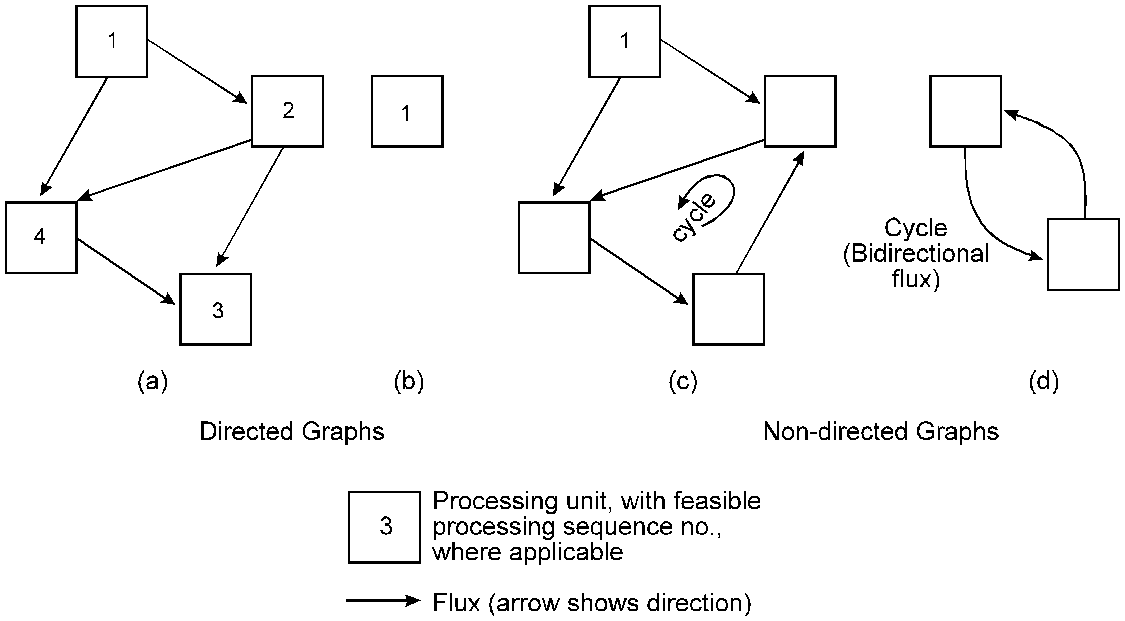 1
2
4
3
(a)
1
(b)
Directed Graphs
1
cycle
(c)
Cycle
(Bidirectional
flux)
(d)
Non-directed Graphs
3
Processing unit, with feasible
processing sequence no.,
where applicable
Flux (arrow shows direction)